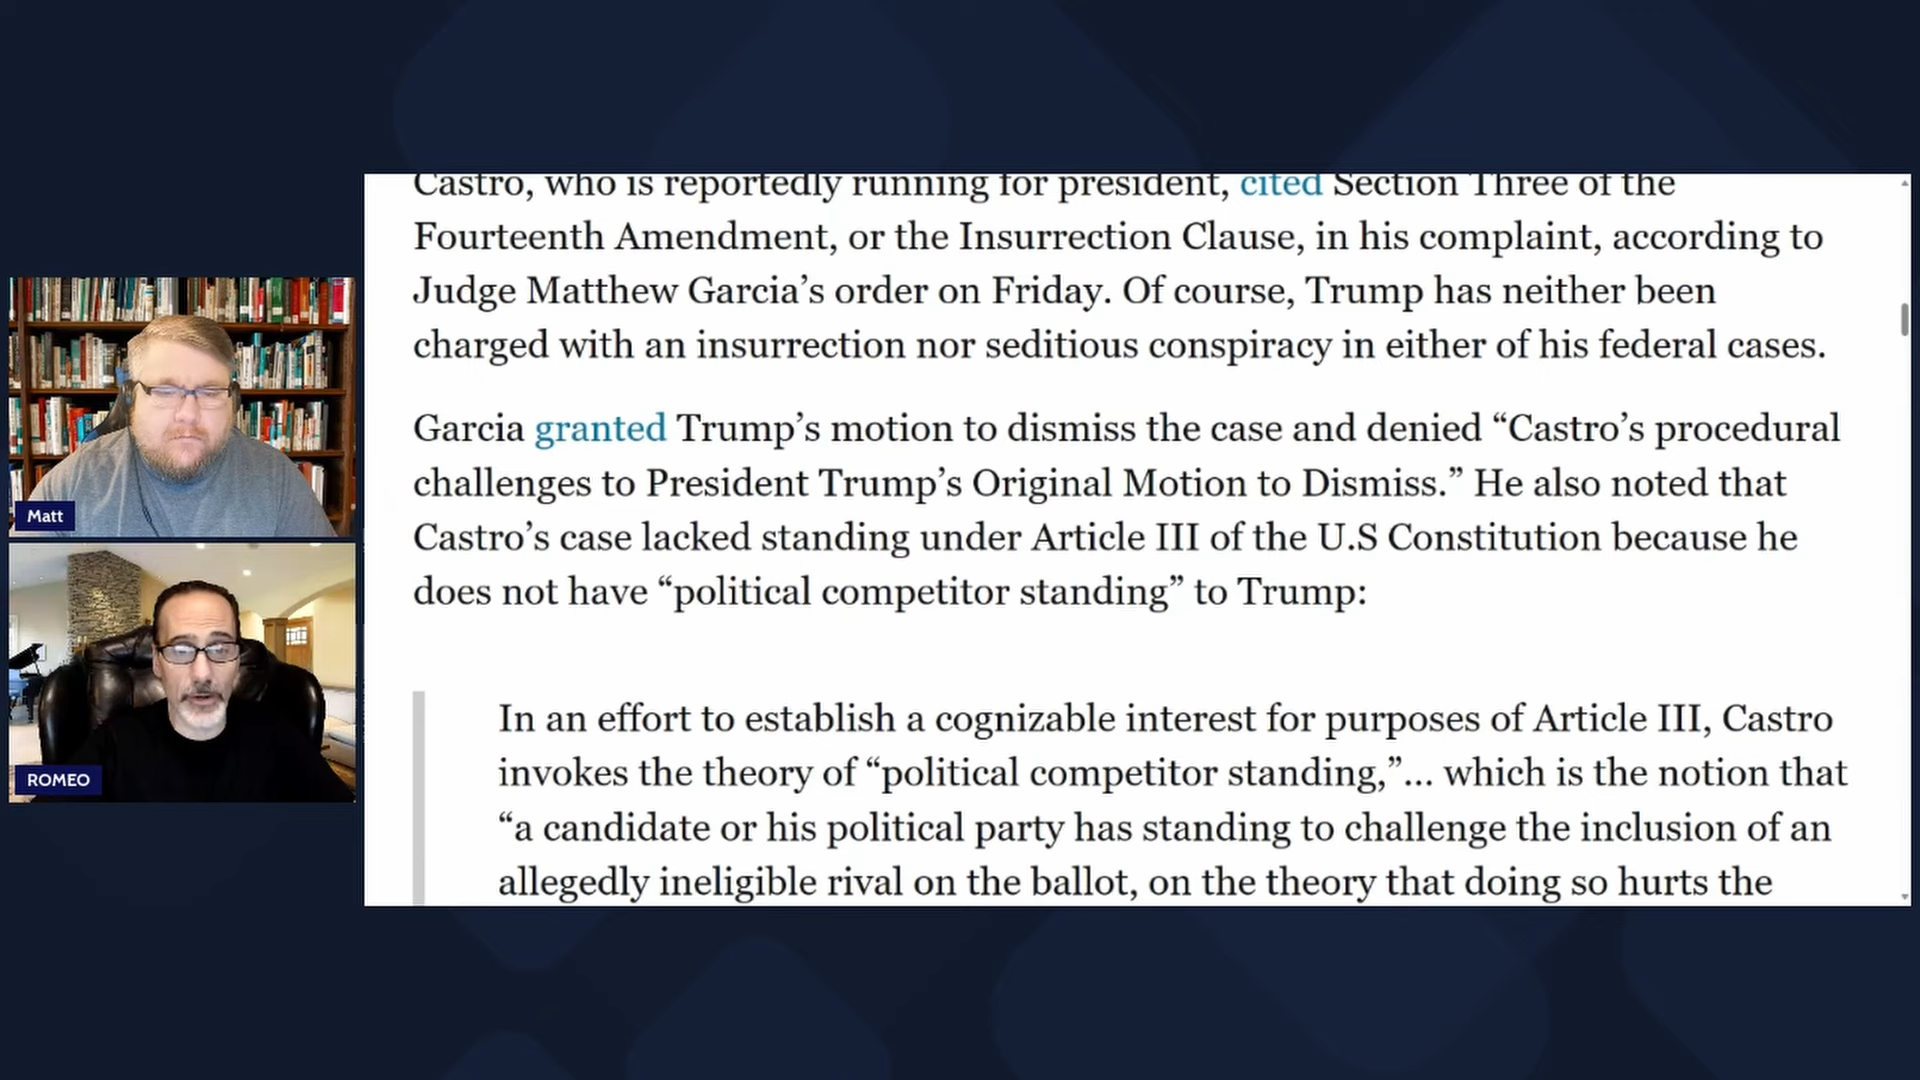 Castro, who is reportedly running for president, cited Section Three of the
Fourteenth Amendment, or the Insurrection Clause, in his complaint, according to
Judge Matthew Garcia’s order on Friday. Of course, Trump has neither been
charged with an insurrection nor seditious conspiracy in either of his federal cases.
Garcia granted Trump’s motion to dismiss the case and denied “Castro’s procedural
challenges to President Trump’s Original Motion to Dismiss.” He also noted that
Castro’s case lacked standing under Article III of the U.S Constitution because he
does not have “political competitor standing” to Trump:
In an effort to establish a cognizable interest for purposes of Article III, Castro
invokes the theory of “political competitor standing,”... which is the notion that
“a candidate or his political party has standing to challenge the inclusion of an
allegedly ineligible rival on the ballot, on the theory that doing so hurts the
Matt
ROMEO